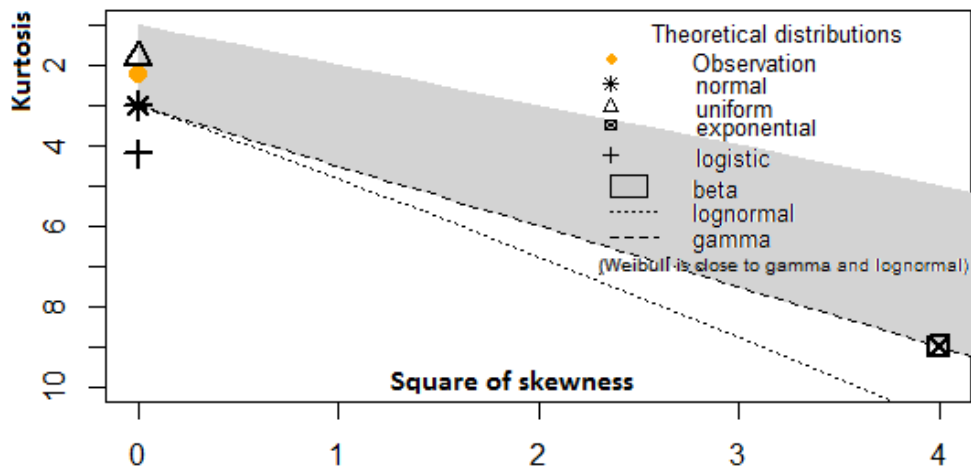 Kurtosis
2
4
6
8
10
Theoretical distributions
Observation
normal
uniform
exponential
logistic
beta
lognormal
gamma
(Weibull is close to gamma and lognormal)
Square of skewness
0 1 2 3 4